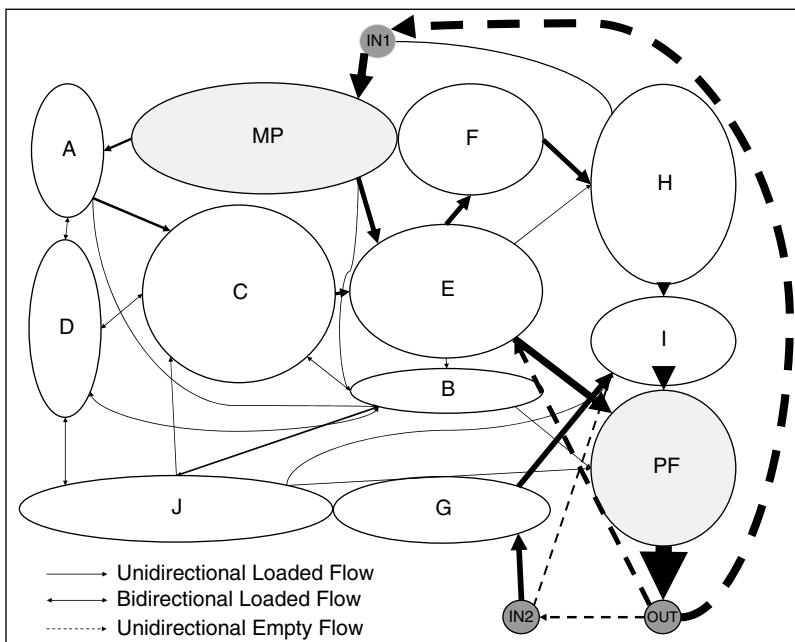 IN1
A
MP
F
H
D
C
E
I
B
PF
J
G
IN2
OUT
Unidirectional Loaded Flow
Bidirectional Loaded Flow
Unidirectional Empty Flow